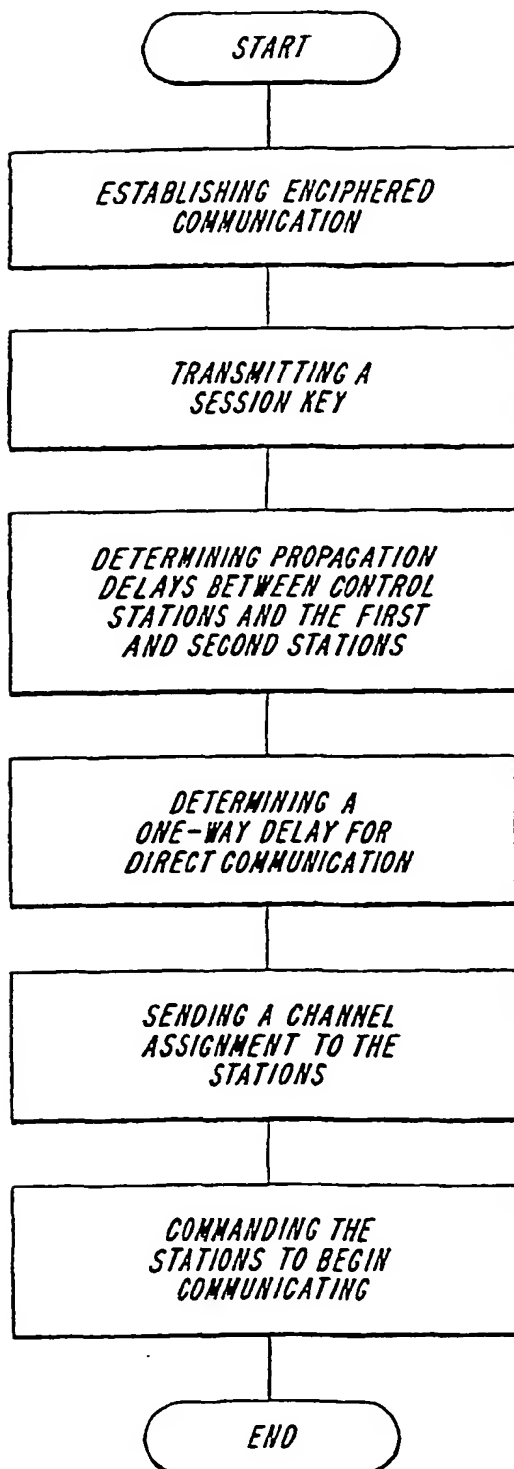 START
ESTABLISHING ENCIPHERED
COMMUNICATION
TRANSMITTING A
SESSION KEY
DETERMINING PROPAGATION
DELAYS BETWEEN CONTROL
STATIONS AND THE FIRST
AND SECOND STATIONS
DETERMINING A
ONE-WAY DELAY FOR
DIRECT COMMUNICATION
SENDING A CHANNEL
ASSIGNMENT TO THE
STATIONS
COMMANDING THE
STATIONS TO BEGIN
COMMUNICATING
END